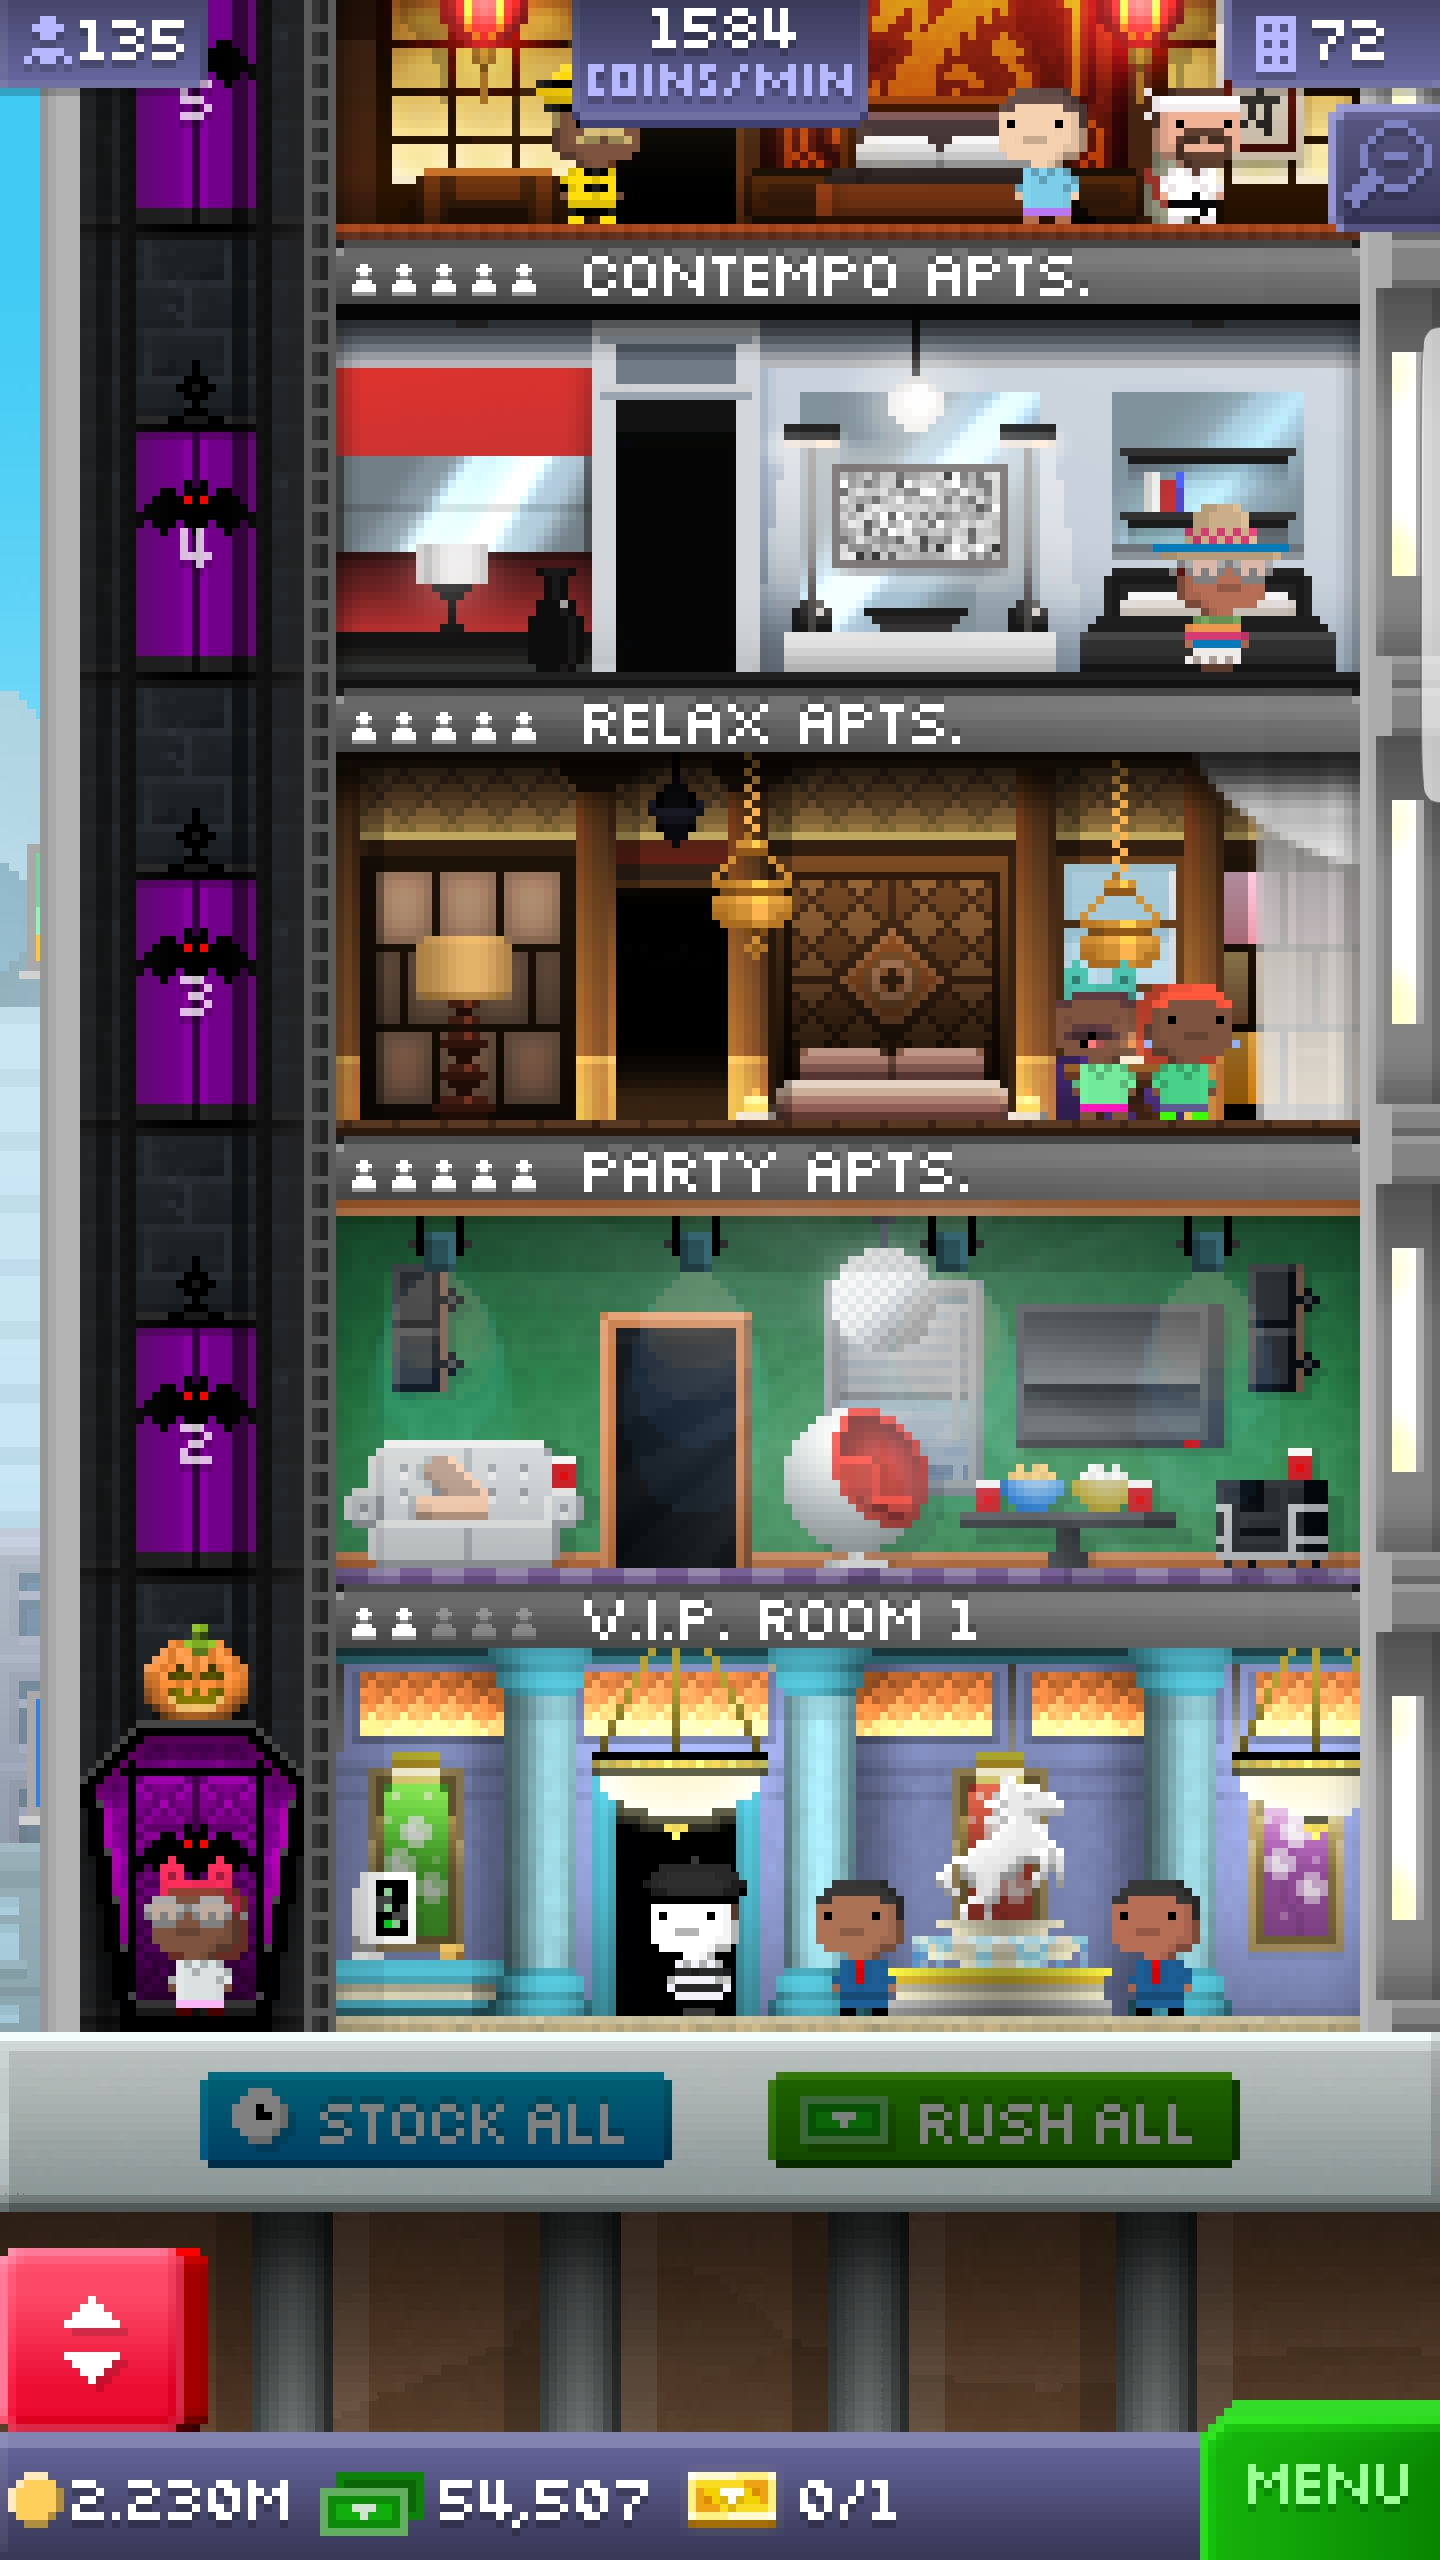 135
1584
COINS/MIN
72
5
CONTEMPO APTS.
4
RELAX APTS.
3
PARTY APTS.
2
V.I.P. ROOM 1
STOCK ALL
RUSH ALL
2.230M
54,507
0/1
MENU